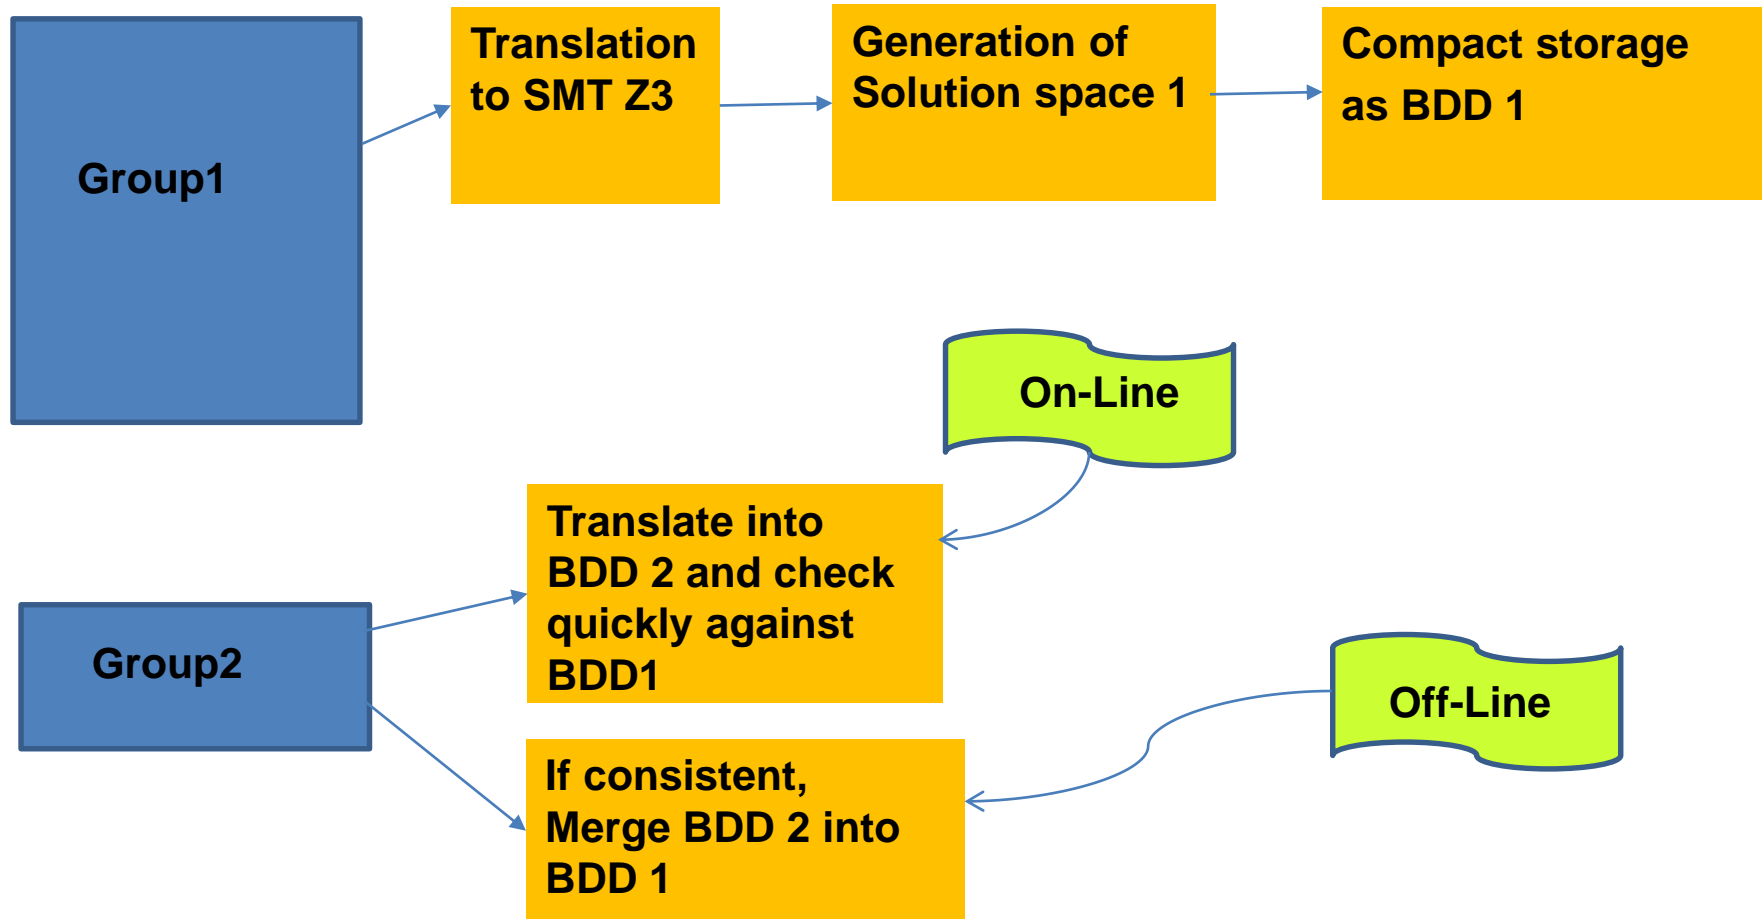 Group1
Translation
to SMT Z3
Generation of
Solution space 1
Compact storage
as BDD 1
On-Line
Translate into
BDD 2 and check
quickly against
BDD1
Group2
Off-Line
If consistent,
Merge BDD 2 into
BDD 1